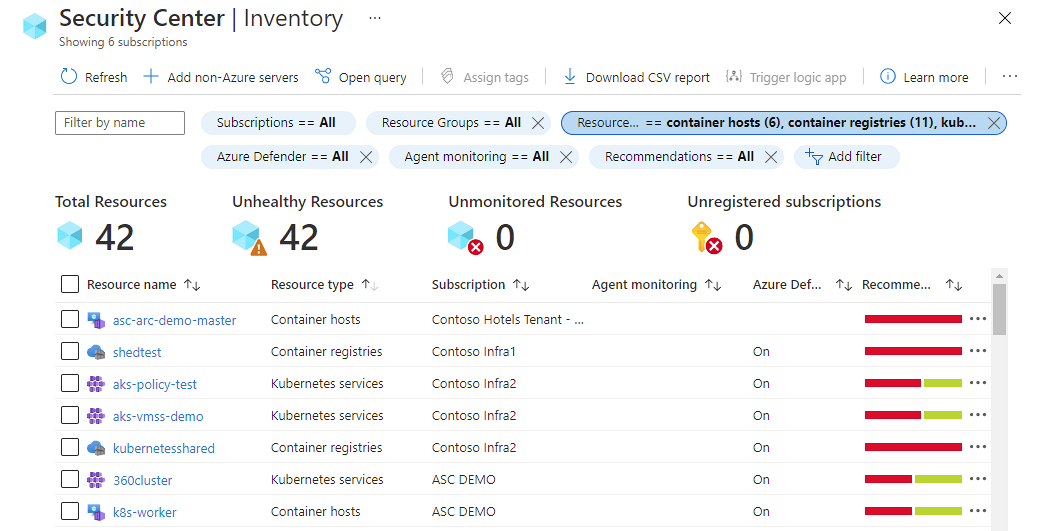 Security Center | Inventory ...
Showing 6 subscriptions
Refresh Add non-Azure servers Open query Assign tags Download CSV report Trigger logic app Learn more ...
Filter by name Subscriptions == All Resource Groups == All Resource... == container hosts (6), container registries (11), kub...
Azure Defender == All Agent monitoring == All Recommendations == All Add filter
Total Resources Unhealthy Resources Unmonitored Resources Unregistered subscriptions
42 42 0 0
Resource name Resource type Subscription Agent monitoring Azure Def... Recomme...
asc-arc-demo-master Container hosts Contoso Hotels Tenant - ... ...
shedtest Container registries Contoso Infra1 On ...
aks-policy-test Kubernetes services Contoso Infra2 On ...
aks-vmss-demo Kubernetes services Contoso Infra2 On ...
kubernetesshared Container registries Contoso Infra2 On ...
360cluster Kubernetes services ASC DEMO On ...
k8s-worker Container hosts ASC DEMO On ...